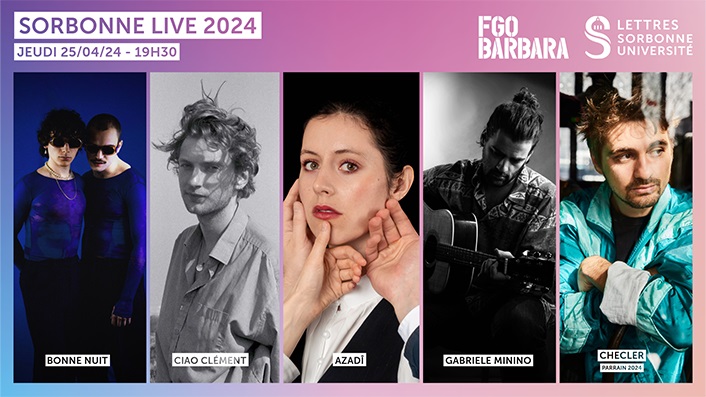 SORBONNE LIVE 2024
JEUDI 25/04/24 - 19H30
FGO
BARBARA
LETTRES
SORBONNE
UNIVERSITÉ
BONNE NUIT
CIAO CLÉMENT
AZADÏ
GABRIELE MININO
CHECLER
PARRAIN 2024